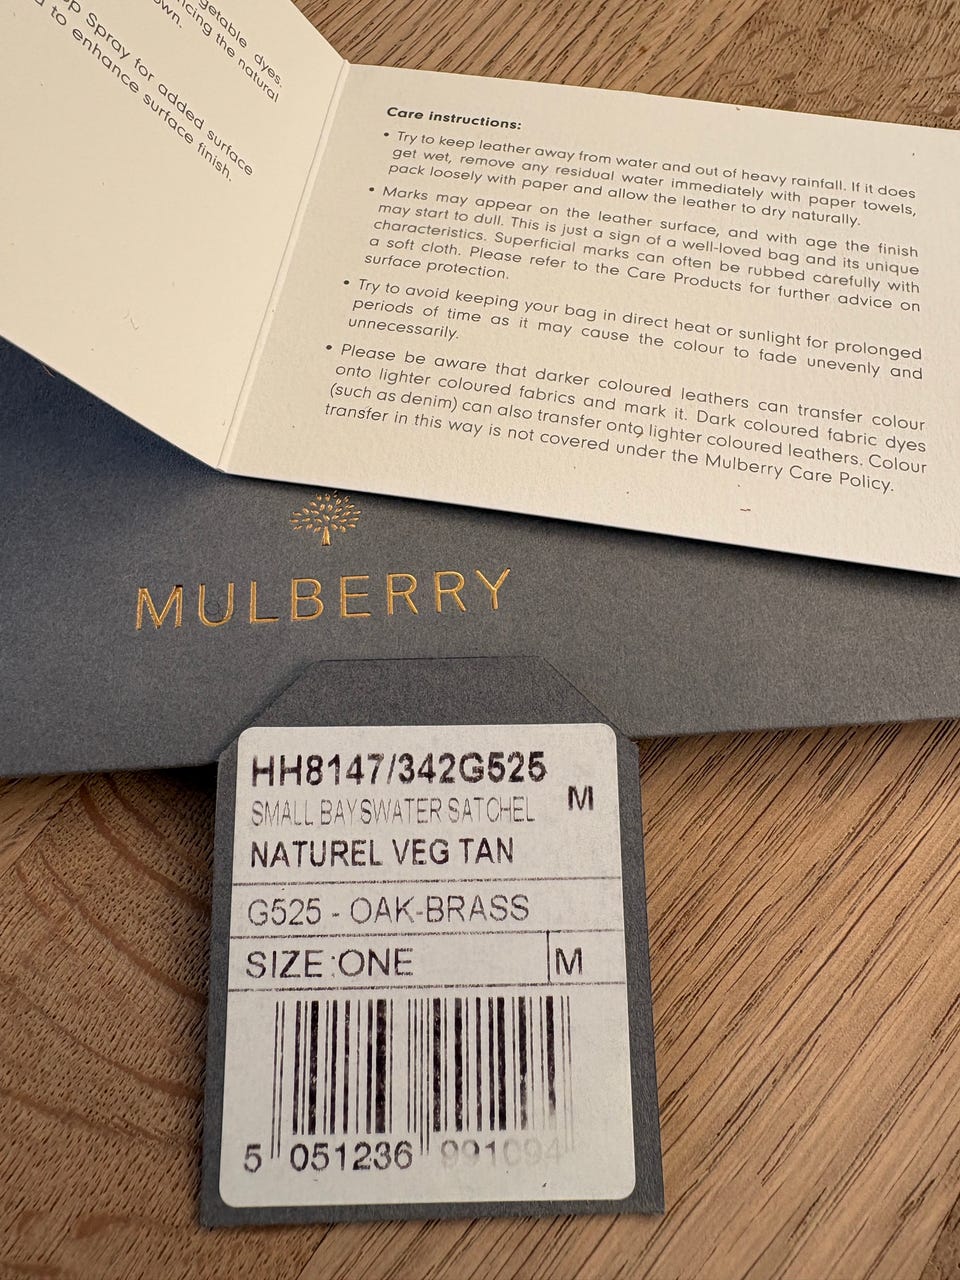 getable dyes.
ncing the natural
own.
op Spray for added surface
to enhance surface finish.
Care instructions:
• Try to keep leather away from water and out of heavy rainfall. If it does
get wet, remove any residual water immediately with paper towels,
pack loosely with paper and allow the leather to dry naturally.
• Marks may appear on the leather surface, and with age the finish
may start to dull. This is just a sign of a well-loved bag and its unique
characteristics. Superficial marks can often be rubbed carefully with
a soft cloth. Please refer to the Care Products for further advice on
surface protection.
• Try to avoid keeping your bag in direct heat or sunlight for prolonged
periods of time as it may cause the colour to fade unevenly and
unnecessarily.
• Please be aware that darker coloured leathers can transfer colour
onto lighter coloured fabrics and mark it. Dark coloured fabric dyes
(such as denim) can also transfer onto lighter coloured leathers. Colour
transfer in this way is not covered under the Mulberry Care Policy.
MULBERRY
HH8147/342G525
SMALL BAYSWATER SATCHEL M
NATUREL VEG TAN
G525 - OAK-BRASS
SIZE:ONE M
5 051236 991094